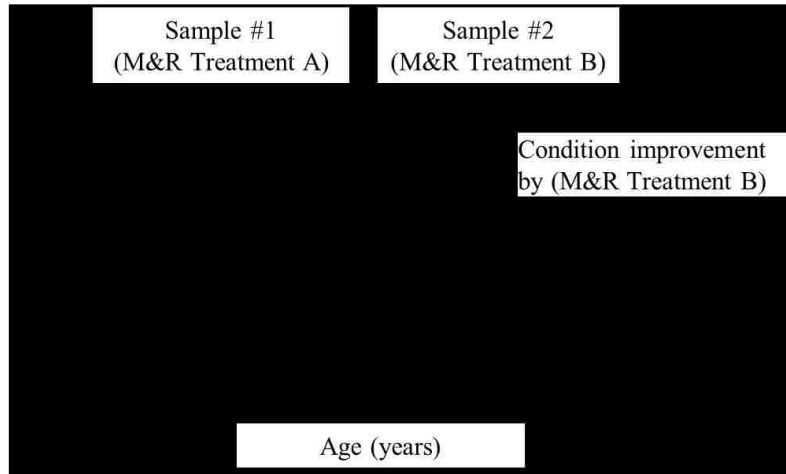 Sample #1
(M&R Treatment A)
Sample #2
(M&R Treatment B)
Condition improvement
by (M&R Treatment B)
Age (years)